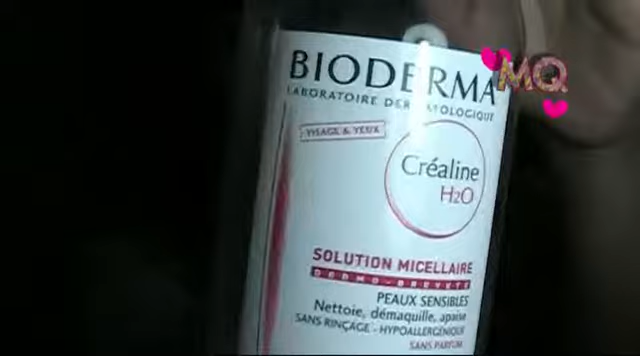 BIODERMA
LABORATOIRE DERMATOLOGIQUE
VISAGE & YEUX
Créaline
H2O
SOLUTION MICELLAIRE
DERMO-BREVETÉ
PEAUX SENSIBLES
Nettoie, démaquille, apaise
SANS RINÇAGE - HYPOALLERGÉNIQUE
SANS PARFUM
MQ